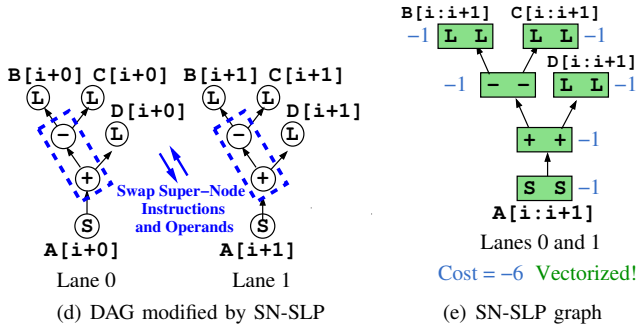 B[i+0] C[i+0]
L L
D[i+0]
− L
+
S
A[i+0]
Lane 0
B[i+1] C[i+1]
L L
D[i+1]
− L
+
S
A[i+1]
Lane 1
Swap Super−Node
Instructions
and Operands
(d) DAG modified by SN-SLP
B[i:i+1] C[i:i+1]
−1 L L L L −1
D[i:i+1]
−1 − − L L −1
+ + −1
S S −1
A[i:i+1]
Lanes 0 and 1
Cost = −6 Vectorized!
(e) SN-SLP graph